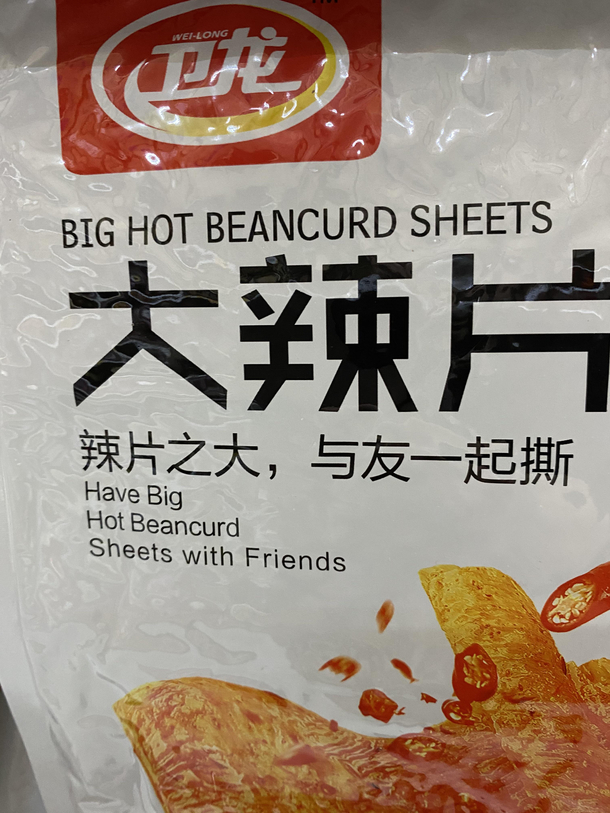 WEI-LONG
卫龙
BIG HOT BEANCURD SHEETS
大辣片
辣片之大，与友一起撕
Have Big
Hot Beancurd
Sheets with Friends